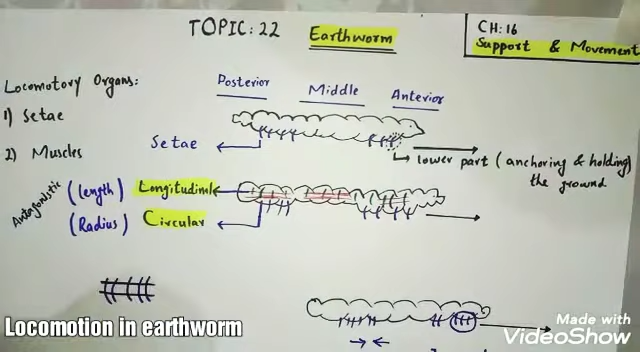 TOPIC: 22
Earthworm
CH: 16
Support & Movement
Locomotory Organs:
1) Setae
2) Muscles
Posterior
Middle
Anterior
Setae
lower part (anchoring & holding
the ground
Antagonistic
(length) Longitudinal
(Radius) Circular
Locomotion in earthworm
Made with
VideoShow